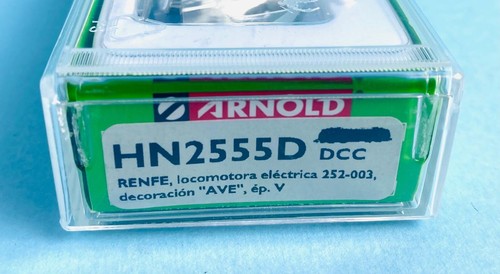 ARNOLD
HN2555D DCC
RENFE, locomotora eléctrica 252-003,
decoración "AVE", ép. V